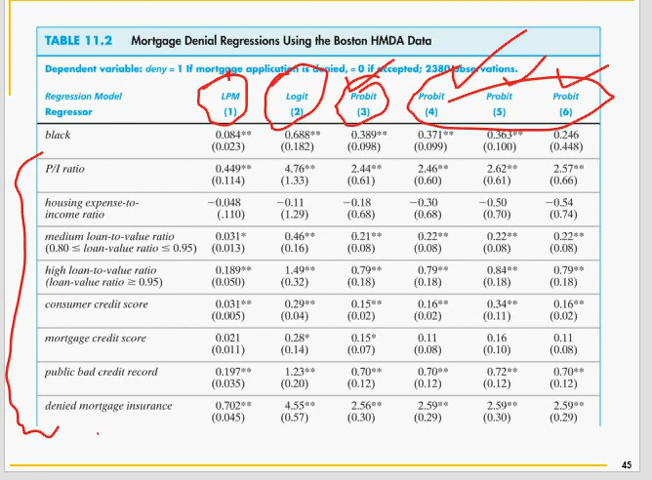 TABLE 11.2 Mortgage Denial Regressions Using the Boston HMDA Data
Dependent variable: deny = 1 If mortgage application is denied, = 0 if accepted; 2380 observations.
Regression Model LPM Logit Probit Probit Probit Probit
Regressor (1) (2) (3) (4) (5) (6)
black 0.084** 0.688** 0.389** 0.371** 0.363** 0.246
(0.023) (0.182) (0.098) (0.099) (0.100) (0.448)
P/I ratio 0.449** 4.76** 2.44** 2.46** 2.62** 2.57**
(0.114) (1.33) (0.61) (0.60) (0.61) (0.66)
housing expense-to- −0.048 −0.11 −0.18 −0.30 −0.50 −0.54
income ratio (.110) (1.29) (0.68) (0.68) (0.70) (0.74)
medium loan-to-value ratio 0.031* 0.46** 0.21** 0.22** 0.22** 0.22**
(0.80 ≤ loan-value ratio ≤ 0.95) (0.013) (0.16) (0.08) (0.08) (0.08) (0.08)
high loan-to-value ratio 0.189** 1.49** 0.79** 0.79** 0.84** 0.79**
(loan-value ratio ≥ 0.95) (0.050) (0.32) (0.18) (0.18) (0.18) (0.18)
consumer credit score 0.031** 0.29** 0.15** 0.16** 0.34** 0.16**
(0.005) (0.04) (0.02) (0.02) (0.11) (0.02)
mortgage credit score 0.021 0.28* 0.15* 0.11 0.16 0.11
(0.011) (0.14) (0.07) (0.08) (0.10) (0.08)
public bad credit record 0.197** 1.23** 0.70** 0.70** 0.72** 0.70**
(0.035) (0.20) (0.12) (0.12) (0.12) (0.12)
denied mortgage insurance 0.702** 4.55** 2.56** 2.59** 2.59** 2.59**
(0.045) (0.57) (0.30) (0.29) (0.30) (0.29)
45